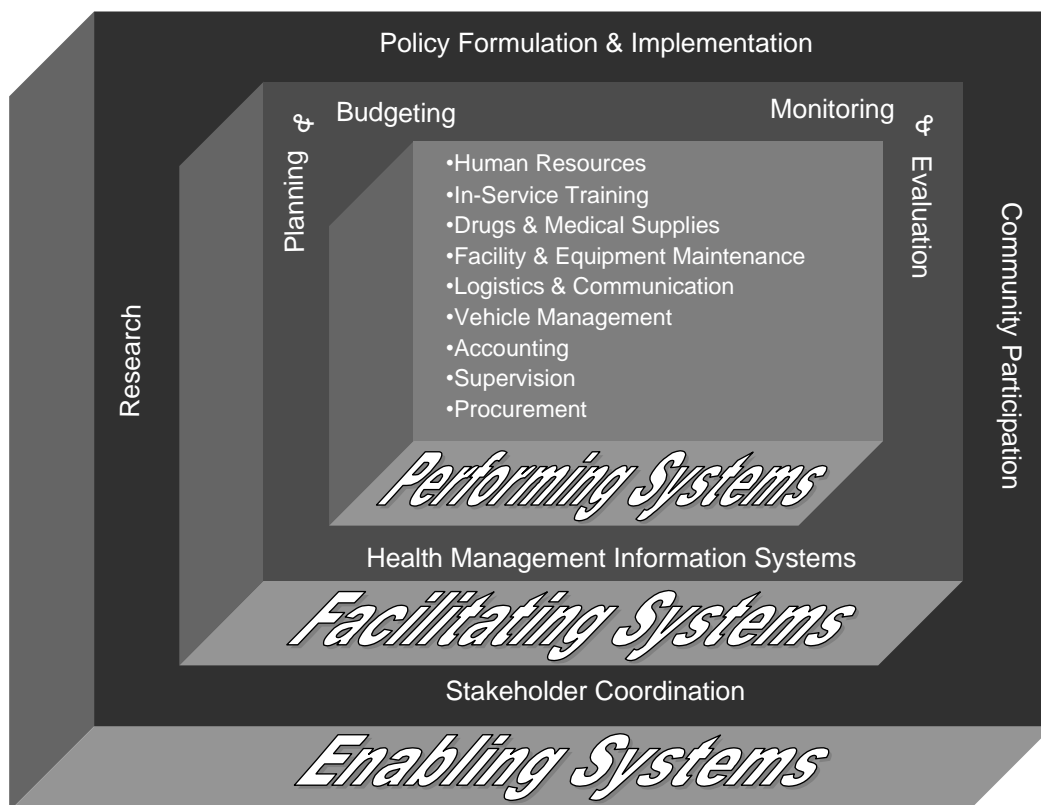 Policy Formulation & Implementation
Planning & Budgeting
Monitoring & Evaluation
Research
Community Participation
•Human Resources
•In-Service Training
•Drugs & Medical Supplies
•Facility & Equipment Maintenance
•Logistics & Communication
•Vehicle Management
•Accounting
•Supervision
•Procurement
Performing Systems
Health Management Information Systems
Facilitating Systems
Stakeholder Coordination
Enabling Systems